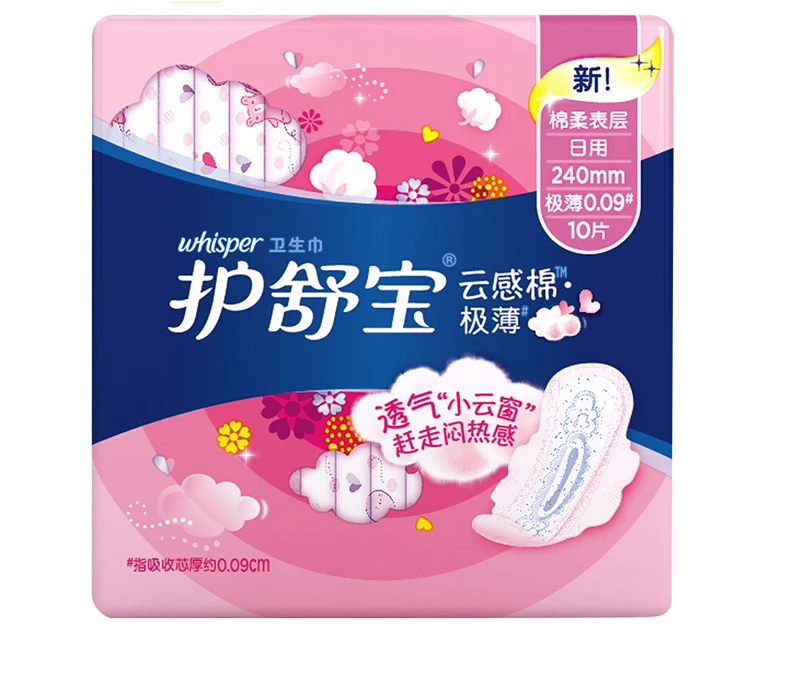 新!
棉柔表层
日用
240mm
极薄0.09#
10片
whisper 卫生巾
护舒宝®
云感棉™·
极薄#
透气“小云窗”
赶走闷热感
#指吸收芯厚约0.09cm